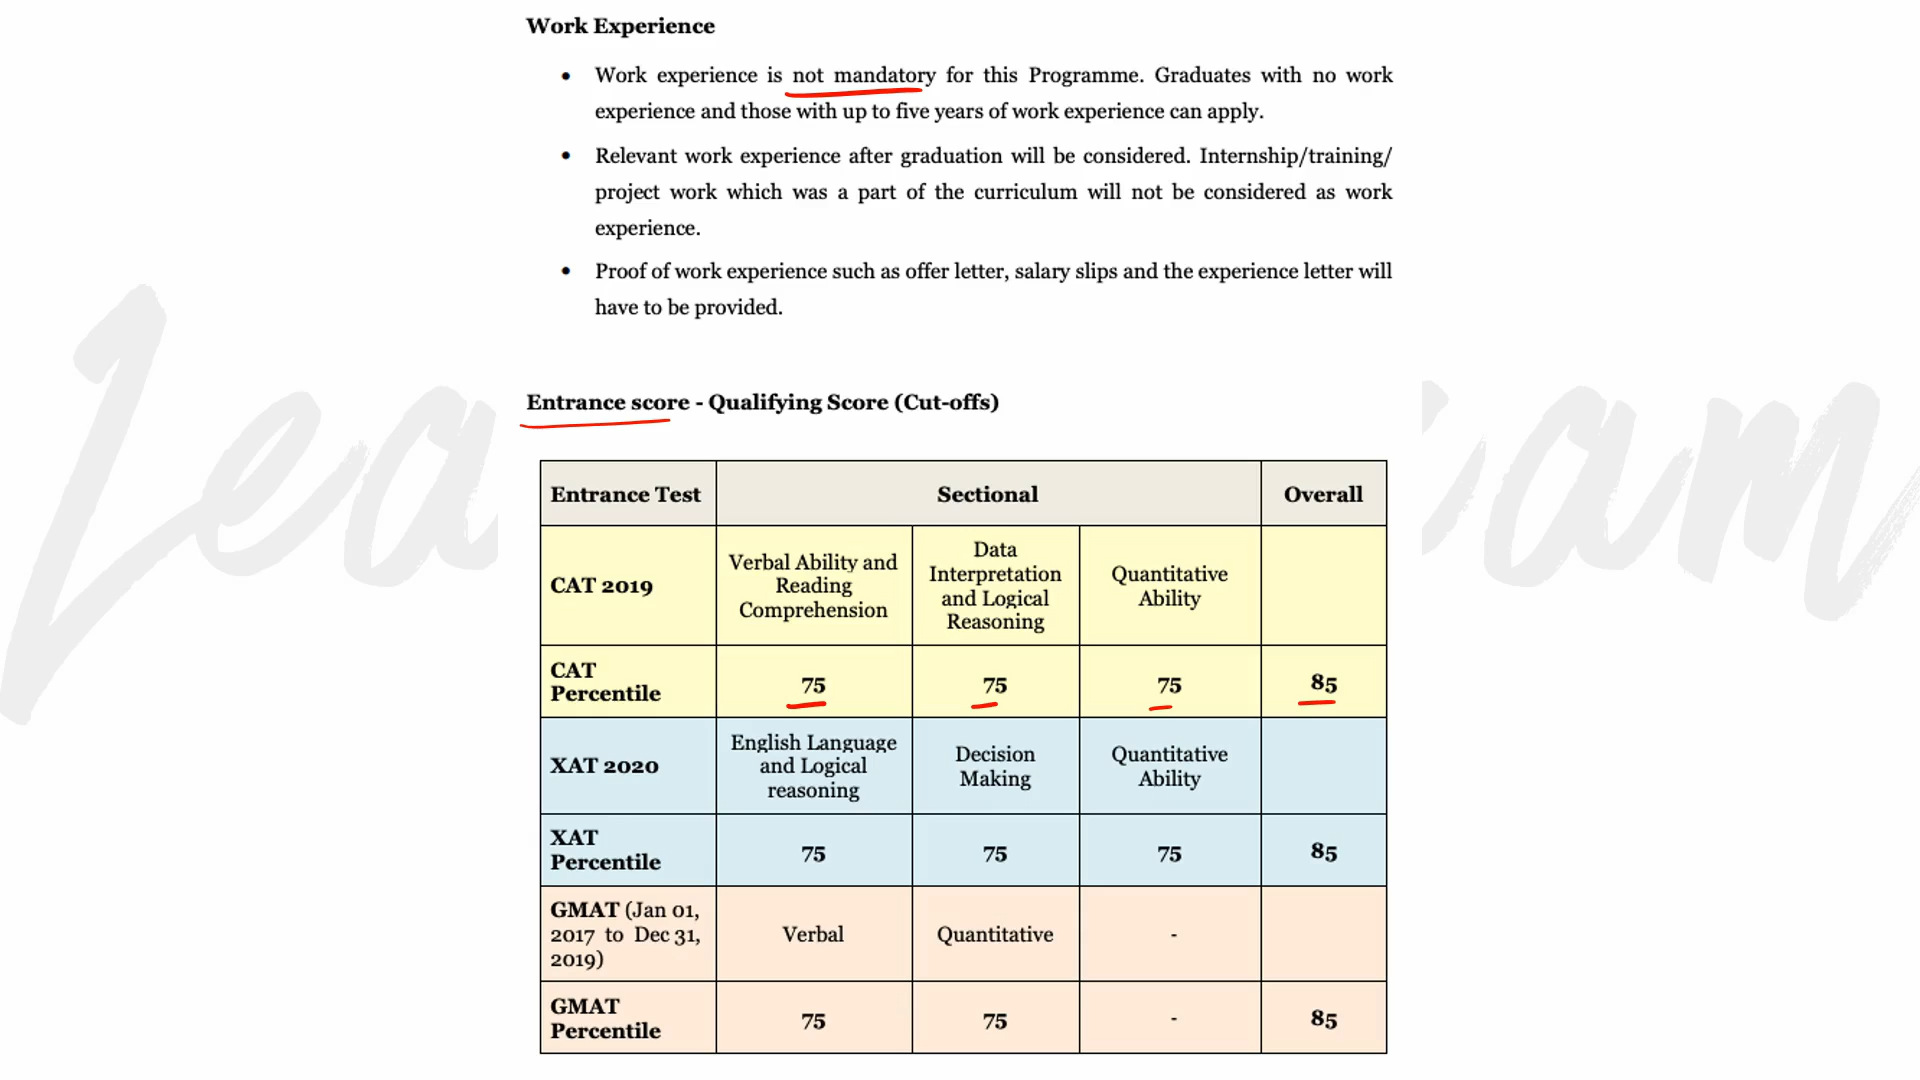 Work Experience
• Work experience is not mandatory for this Programme. Graduates with no work
experience and those with up to five years of work experience can apply.
• Relevant work experience after graduation will be considered. Internship/training/
project work which was a part of the curriculum will not be considered as work
experience.
• Proof of work experience such as offer letter, salary slips and the experience letter will
have to be provided.
Entrance score - Qualifying Score (Cut-offs)
Entrance Test Sectional Overall
CAT 2019
Verbal Ability and
Reading
Comprehension
Data
Interpretation
and Logical
Reasoning
Quantitative
Ability
CAT
Percentile
75 75 75 85
XAT 2020
English Language
and Logical
reasoning
Decision
Making
Quantitative
Ability
XAT
Percentile
75 75 75 85
GMAT (Jan 01,
2017 to Dec 31,
2019)
Verbal Quantitative -
GMAT
Percentile
75 75 - 85